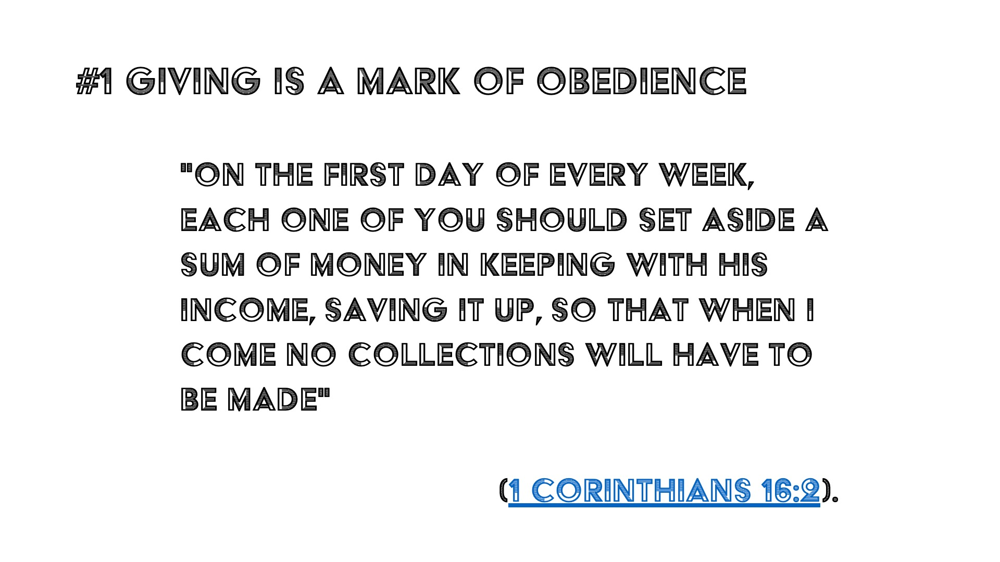 #1 GIVING IS A MARK OF OBEDIENCE
"ON THE FIRST DAY OF EVERY WEEK,
EACH ONE OF YOU SHOULD SET ASIDE A
SUM OF MONEY IN KEEPING WITH HIS
INCOME, SAVING IT UP, SO THAT WHEN I
COME NO COLLECTIONS WILL HAVE TO
BE MADE"
(1 CORINTHIANS 16:2).